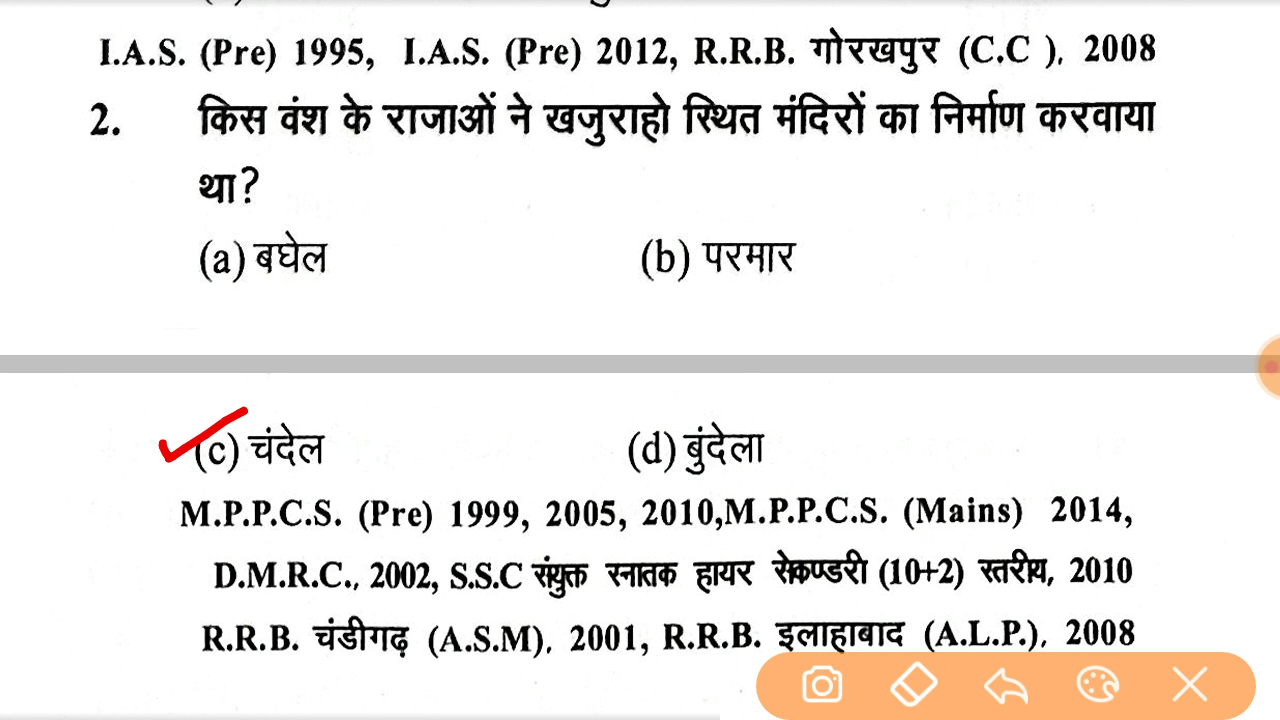 I.A.S. (Pre) 1995, I.A.S. (Pre) 2012, R.R.B. गोरखपुर (C.C ), 2008
2. किस वंश के राजाओं ने खजुराहो स्थित मंदिरों का निर्माण करवाया
था?
(a) बघेल (b) परमार
(c) चंदेल (d) बुंदेला
M.P.P.C.S. (Pre) 1999, 2005, 2010,M.P.P.C.S. (Mains) 2014,
D.M.R.C., 2002, S.S.C संयुक्त स्नातक हायर सेकण्डरी (10+2) स्तरीय, 2010
R.R.B. चंडीगढ़ (A.S.M), 2001, R.R.B. इलाहाबाद (A.L.P.), 2008